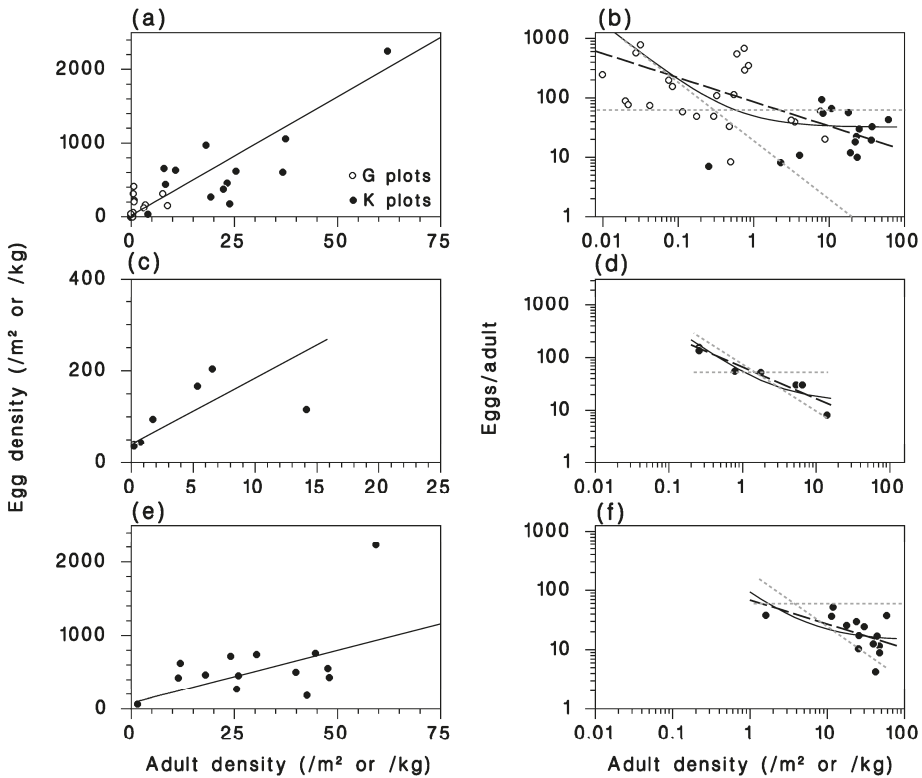 (a)
2000
1000
0
0 25 50 75
G plots
K plots
(b)
1000
100
10
1
0.01 0.1 1 10 100
(c)
400
200
0
0 5 10 15 20 25
(d)
1000
100
10
1
0.01 0.1 1 10 100
(e)
2000
1000
0
0 25 50 75
(f)
1000
100
10
1
0.01 0.1 1 10 100
Egg density (/m² or /kg)
Eggs/adult
Adult density (/m² or /kg)
Adult density (/m² or /kg)